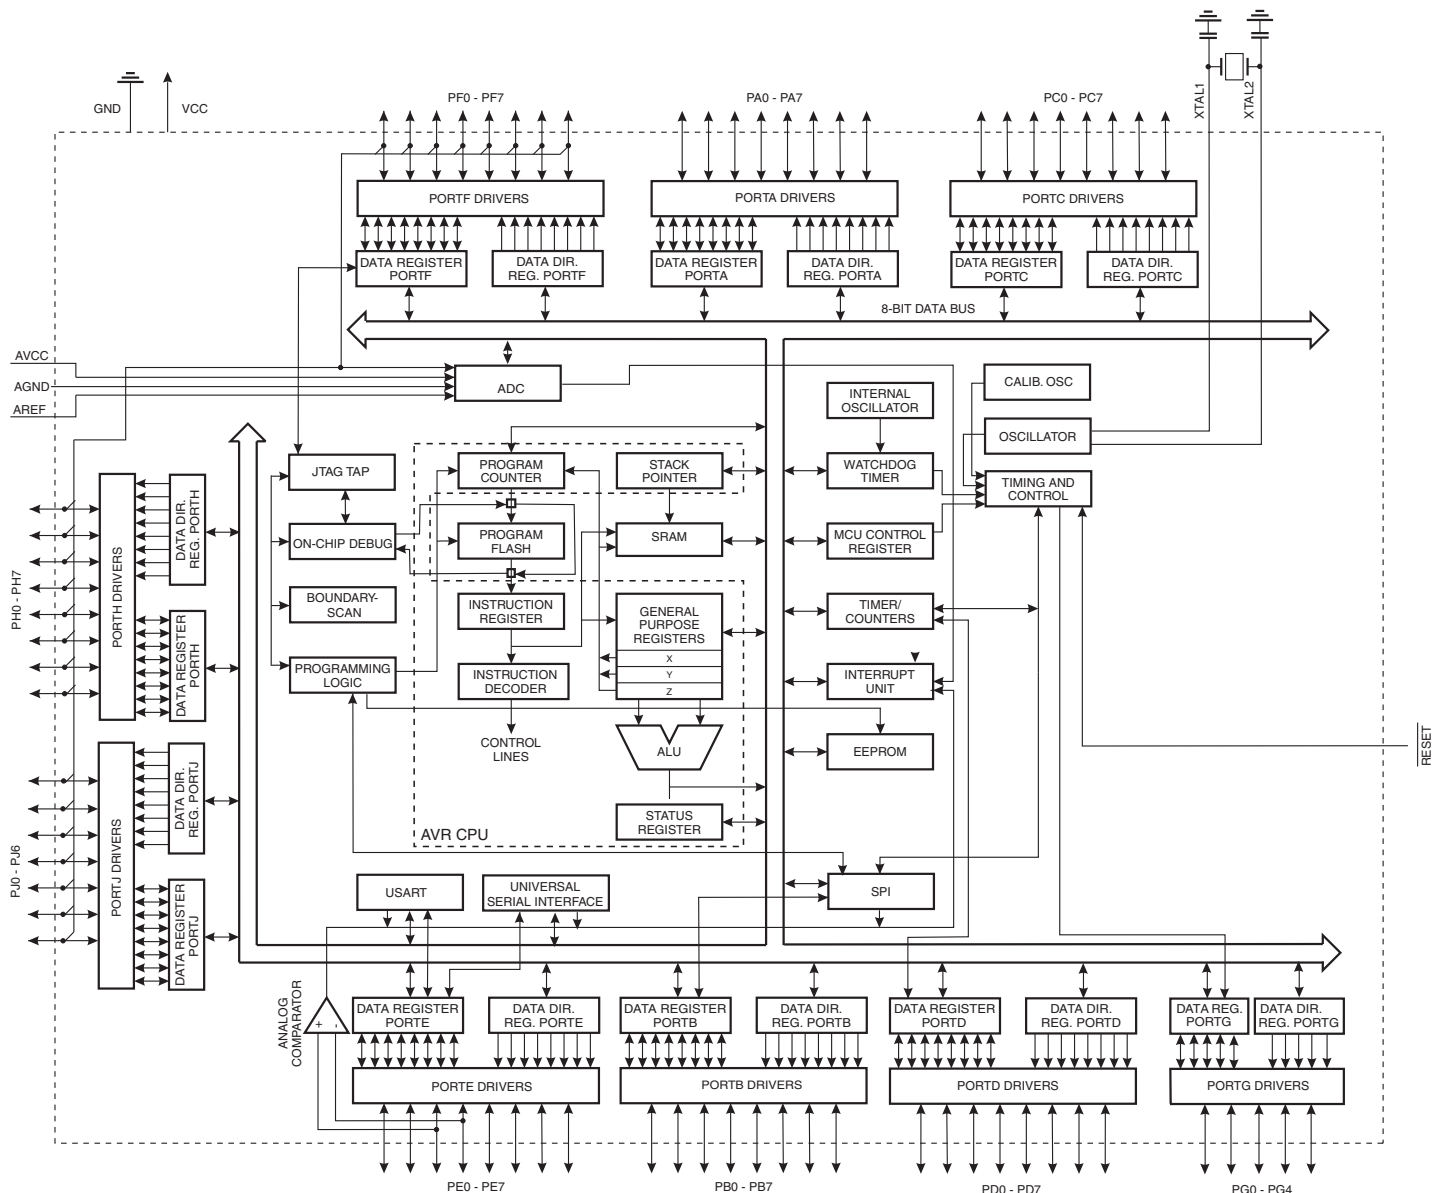 XTAL1
XTAL2
GND
VCC
PF0 - PF7
PA0 - PA7
PC0 - PC7
PORTF DRIVERS
PORTA DRIVERS
PORTC DRIVERS
DATA REGISTER
PORTF
DATA DIR.
REG. PORTF
DATA REGISTER
PORTA
DATA DIR.
REG. PORTA
DATA REGISTER
PORTC
DATA DIR.
REG. PORTC
8-BIT DATA BUS
AVCC
AGND
AREF
ADC
CALIB. OSC
INTERNAL
OSCILLATOR
OSCILLATOR
JTAG TAP
PROGRAM
COUNTER
STACK
POINTER
WATCHDOG
TIMER
TIMING AND
CONTROL
ON-CHIP DEBUG
PROGRAM
FLASH
SRAM
MCU CONTROL
REGISTER
BOUNDARY-
SCAN
INSTRUCTION
REGISTER
GENERAL
PURPOSE
REGISTERS
X
Y
Z
TIMER/
COUNTERS
PROGRAMMING
LOGIC
INSTRUCTION
DECODER
INTERRUPT
UNIT
CONTROL
LINES
ALU
EEPROM
RESET
STATUS
REGISTER
AVR CPU
PH0 - PH7
PORTH DRIVERS
DATA DIR.
REG. PORTH
DATA REGISTER
PORTH
PJ0 - PJ6
PORTJ DRIVERS
DATA DIR.
REG. PORTJ
DATA REGISTER
PORTJ
USART
UNIVERSAL
SERIAL INTERFACE
SPI
ANALOG
COMPARATOR
+
-
DATA REGISTER
PORTE
DATA DIR.
REG. PORTE
DATA REGISTER
PORTB
DATA DIR.
REG. PORTB
DATA REGISTER
PORTD
DATA DIR.
REG. PORTD
DATA REG.
PORTG
DATA DIR.
REG. PORTG
PORTE DRIVERS
PORTB DRIVERS
PORTD DRIVERS
PORTG DRIVERS
PE0 - PE7
PB0 - PB7
PD0 - PD7
PG0 - PG4